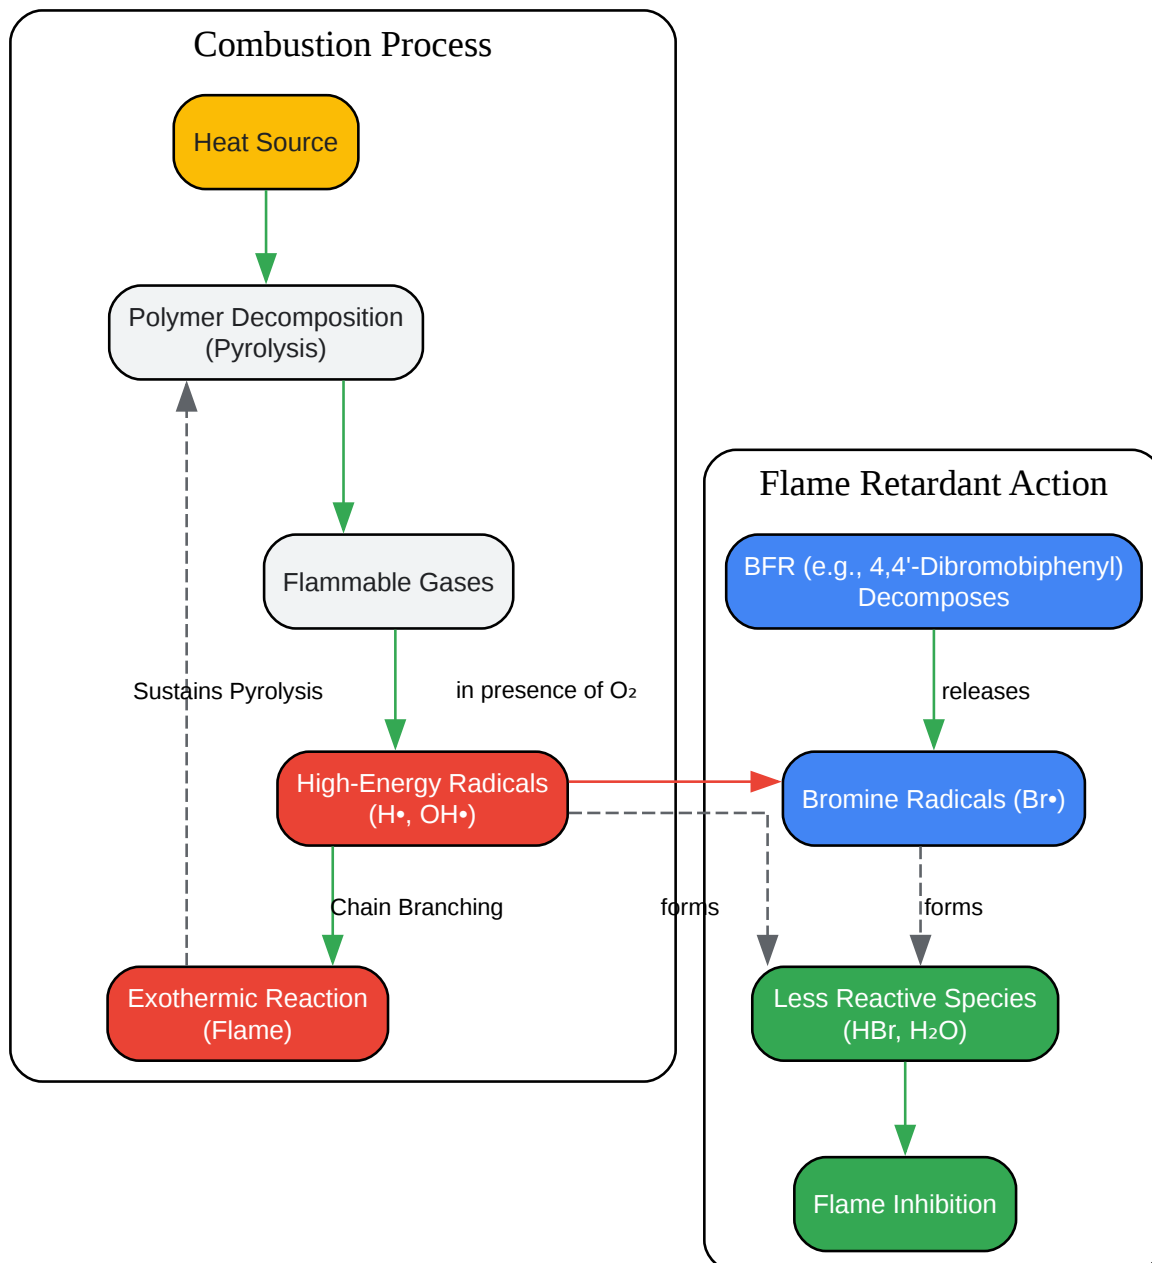 Combustion Process
Heat Source
Polymer Decomposition
(Pyrolysis)
Flammable Gases
Sustains Pyrolysis
in presence of O₂
High-Energy Radicals
(H•, OH•)
Chain Branching
forms
Exothermic Reaction
(Flame)
Flame Retardant Action
BFR (e.g., 4,4'-Dibromobiphenyl)
Decomposes
releases
Bromine Radicals (Br•)
forms
Less Reactive Species
(HBr, H₂O)
Flame Inhibition